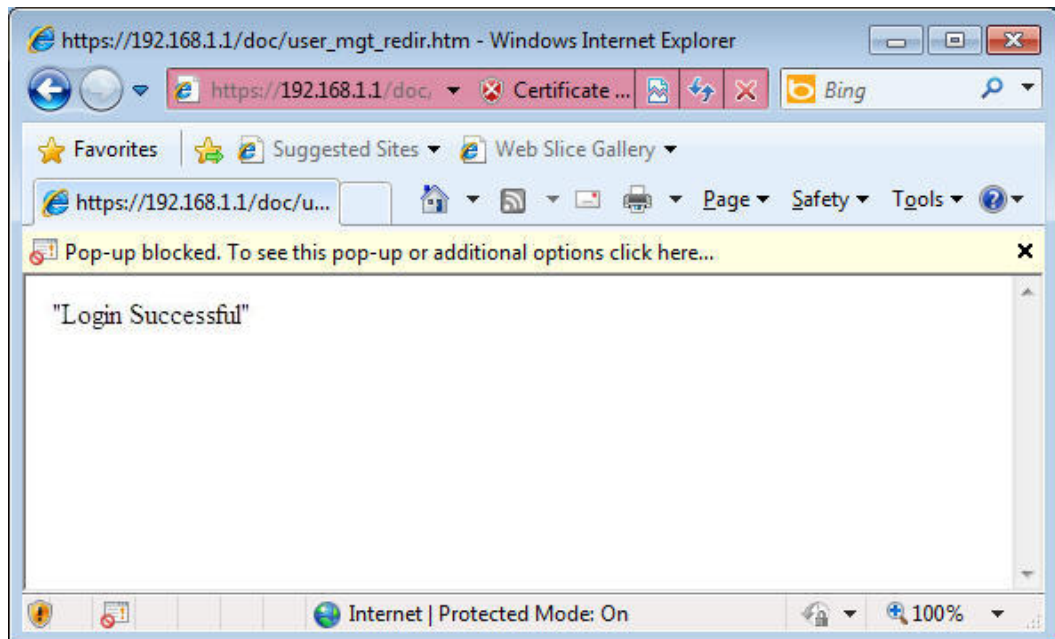 https://192.168.1.1/doc/user_mgt_redir.htm - Windows Internet Explorer
https://192.168.1.1/doc, Certificate ... Bing
Favorites Suggested Sites Web Slice Gallery
https://192.168.1.1/doc/u... Page Safety Tools
Pop-up blocked. To see this pop-up or additional options click here...
"Login Successful"
Internet | Protected Mode: On 100%